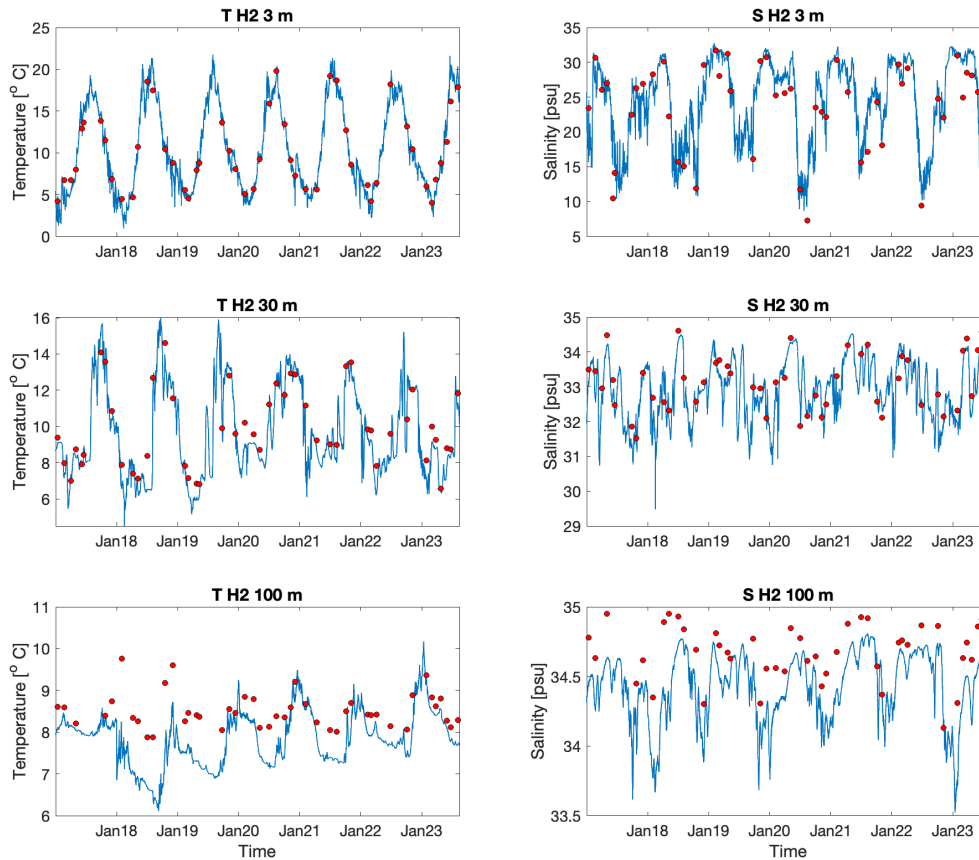 T H2 3 m
Temperature [° C]
25
20
15
10
5
0
Jan18 Jan19 Jan20 Jan21 Jan22 Jan23
S H2 3 m
Salinity [psu]
35
30
25
20
15
10
5
Jan18 Jan19 Jan20 Jan21 Jan22 Jan23
T H2 30 m
Temperature [° C]
16
14
12
10
8
6
Jan18 Jan19 Jan20 Jan21 Jan22 Jan23
S H2 30 m
Salinity [psu]
35
34
33
32
31
30
29
Jan18 Jan19 Jan20 Jan21 Jan22 Jan23
T H2 100 m
Temperature [° C]
11
10
9
8
7
6
Jan18 Jan19 Jan20 Jan21 Jan22 Jan23
Time
S H2 100 m
Salinity [psu]
35
34.5
34
33.5
Jan18 Jan19 Jan20 Jan21 Jan22 Jan23
Time